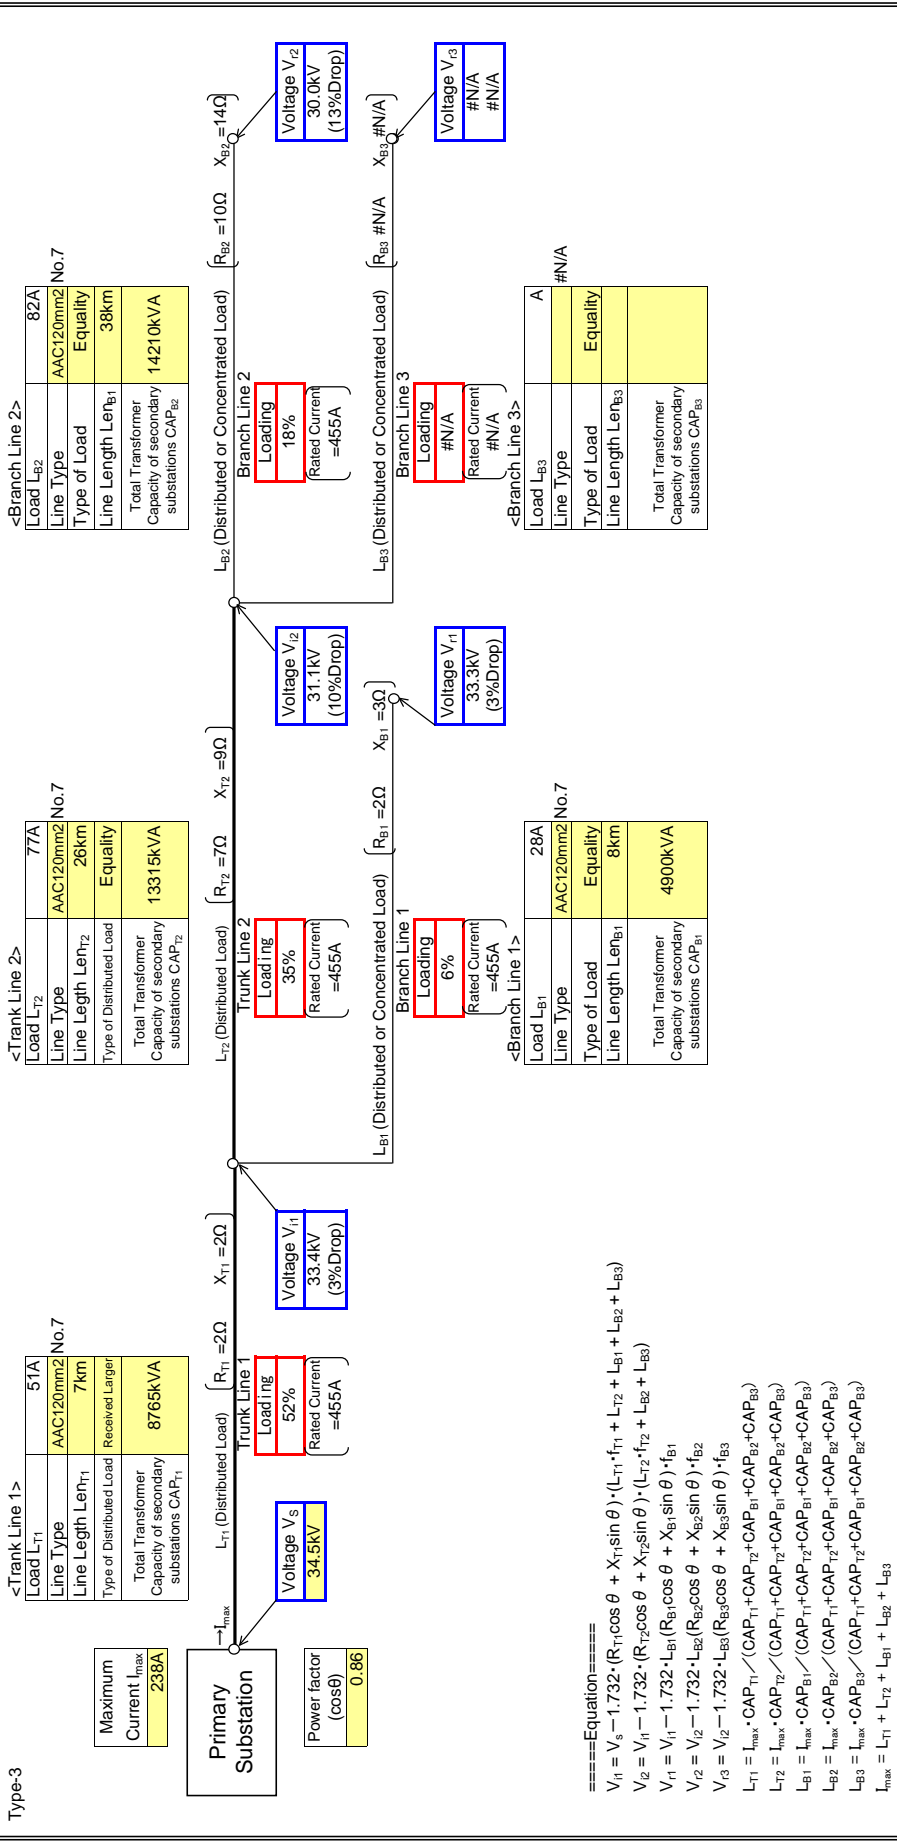 Type-3
Maximum
Current Imax
238A
Primary
Substation
Power factor
(cosθ)
0.86
→Imax
Voltage VS
34.5kV
<Trank Line 1>
Load LT1 51A
Line Type AAC120mm2 No.7
Line Legth LenT1 7km
Type of Distributed Load Received Larger
Total Transformer
Capacity of secondary
substations CAPT1
8765kVA
LT1 (Distributed Load)
RT1 =2Ω XT1 =2Ω
Trunk Line 1
Loading
52%
Rated Current
=455A
Voltage Vi1
33.4kV
(3%Drop)
<Trank Line 2>
Load LT2 77A
Line Type AAC120mm2 No.7
Line Legth LenT2 26km
Type of Distributed Load Equality
Total Transformer
Capacity of secondary
substations CAPT2
13315kVA
LT2 (Distributed Load)
RT2 =7Ω XT2 =9Ω
Trunk Line 2
Loading
35%
Rated Current
=455A
Voltage Vi2
31.1kV
(10%Drop)
LB1 (Distributed or Concentrated Load)
RB1 =2Ω XB1 =3Ω
Branch Line 1
Loading
6%
Rated Current
=455A
Voltage Vr1
33.3kV
(3%Drop)
<Branch Line 1>
Load LB1 28A
Line Type AAC120mm2 No.7
Type of Load Equality
Line Length LenB1 8km
Total Transformer
Capacity of secondary
substations CAPB1
4900kVA
<Branch Line 2>
Load LB2 82A
Line Type AAC120mm2 No.7
Type of Load Equality
Line Length LenB1 38km
Total Transformer
Capacity of secondary
substations CAPB2
14210kVA
LB2 (Distributed or Concentrated Load)
RB2 =10Ω XB2 =14Ω
Branch Line 2
Loading
18%
Rated Current
=455A
Voltage Vr2
30.0kV
(13%Drop)
LB3 (Distributed or Concentrated Load)
RB3 #N/A XB3 #N/A
Branch Line 3
Loading
#N/A
Rated Current
#N/A
Voltage Vr3
#N/A
#N/A
<Branch Line 3>
Load LB3 A
Line Type #N/A
Type of Load Equality
Line Length LenB3
Total Transformer
Capacity of secondary
substations CAPB3
=====Equation=====
Vi1 = Vs－1.732・(RT1cos θ + XT1sin θ)・(LT1・fT1 + LT2 + LB1 + LB2 + LB3)
Vi2 = Vi1－1.732・(RT2cos θ + XT2sin θ)・(LT2・fT2 + LB2 + LB3)
Vr1 = Vi1－1.732・LB1(RB1cos θ + XB1sin θ)・fB1
Vr2 = Vi2－1.732・LB2(RB2cos θ + XB2sin θ)・fB2
Vr3 = Vi2－1.732・LB3(RB3cos θ + XB3sin θ)・fB3
LT1 = Imax・CAPT1／(CAPT1+CAPT2+CAPB1+CAPB2+CAPB3)
LT2 = Imax・CAPT2／(CAPT1+CAPT2+CAPB1+CAPB2+CAPB3)
LB1 = Imax・CAPB1／(CAPT1+CAPT2+CAPB1+CAPB2+CAPB3)
LB2 = Imax・CAPB2／(CAPT1+CAPT2+CAPB1+CAPB2+CAPB3)
LB3 = Imax・CAPB3／(CAPT1+CAPT2+CAPB1+CAPB2+CAPB3)
Imax = LT1 + LT2 + LB1 + LB2 + LB3